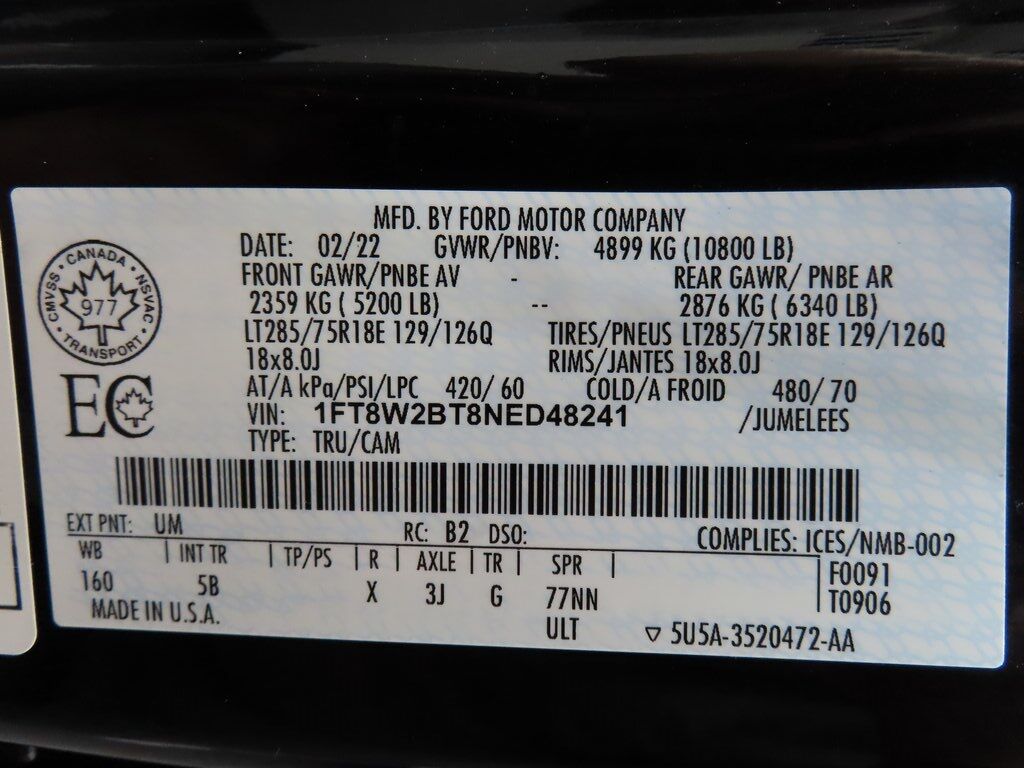 MFD. BY FORD MOTOR COMPANY
DATE: 02/22 GVWR/PNBV: 4899 KG (10800 LB)
FRONT GAWR/PNBE AV - REAR GAWR/ PNBE AR
2359 KG ( 5200 LB) -- 2876 KG ( 6340 LB)
LT285/75R18E 129/126Q TIRES/PNEUS LT285/75R18E 129/126Q
18x8.0J RIMS/JANTES 18x8.0J
AT/A kPa/PSI/LPC 420/ 60 COLD/A FROID 480/ 70
VIN: 1FT8W2BT8NED48241 /JUMELEES
TYPE: TRU/CAM
CANADA
CMVSS NSVAC
977
TRANSPORT
EC
EXT PNT: UM RC: B2 DSO: COMPLIES: ICES/NMB-002
WB | INT TR | TP/PS | R | AXLE | TR | SPR | F0091
160 5B X 3J G 77NN T0906
MADE IN U.S.A. ULT ▽ 5U5A-3520472-AA